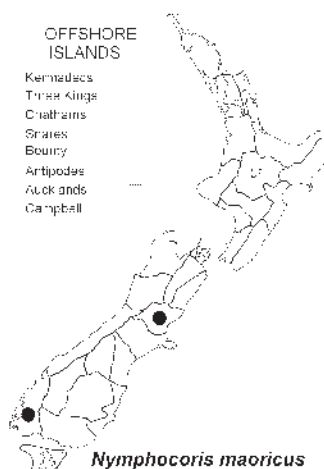 OFFSHORE
ISLANDS
Kermadecs
Three Kings
Chathams
Snares
Bounty
Antipodes
Aucklands
Campbell
Nymphocoris maoricus